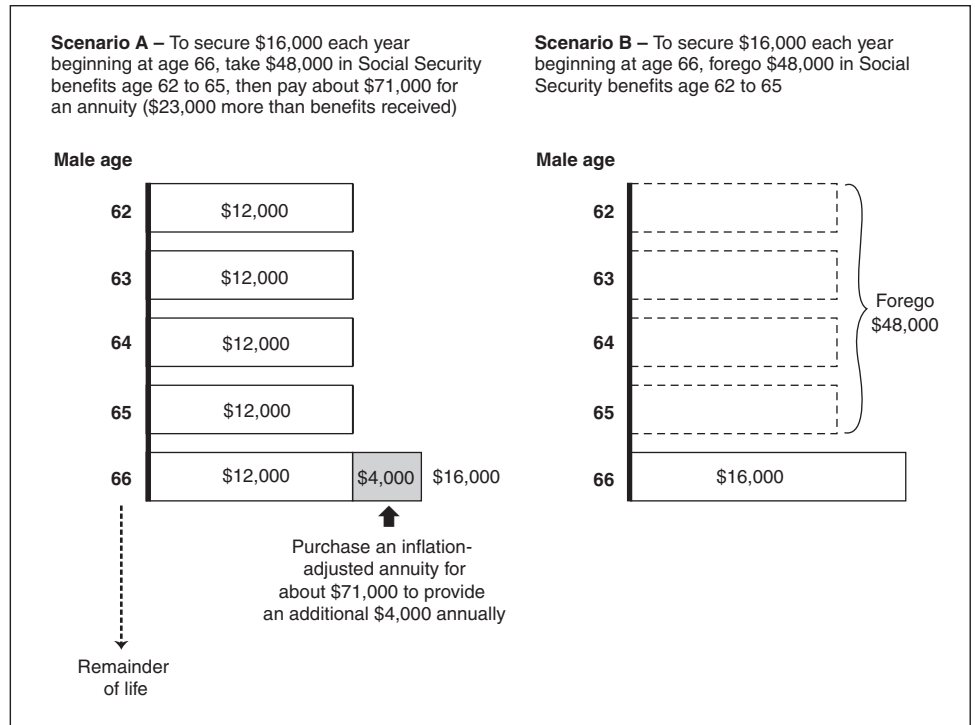 Scenario A – To secure $16,000 each year
beginning at age 66, take $48,000 in Social Security
benefits age 62 to 65, then pay about $71,000 for
an annuity ($23,000 more than benefits received)
Male age
62
$12,000
63
$12,000
64
$12,000
65
$12,000
66
$12,000
$4,000
$16,000
Purchase an inflation-
adjusted annuity for
about $71,000 to provide
an additional $4,000 annually
Remainder
of life
Scenario B – To secure $16,000 each year
beginning at age 66, forego $48,000 in Social
Security benefits age 62 to 65
Male age
62
63
64
65
Forego
$48,000
66
$16,000